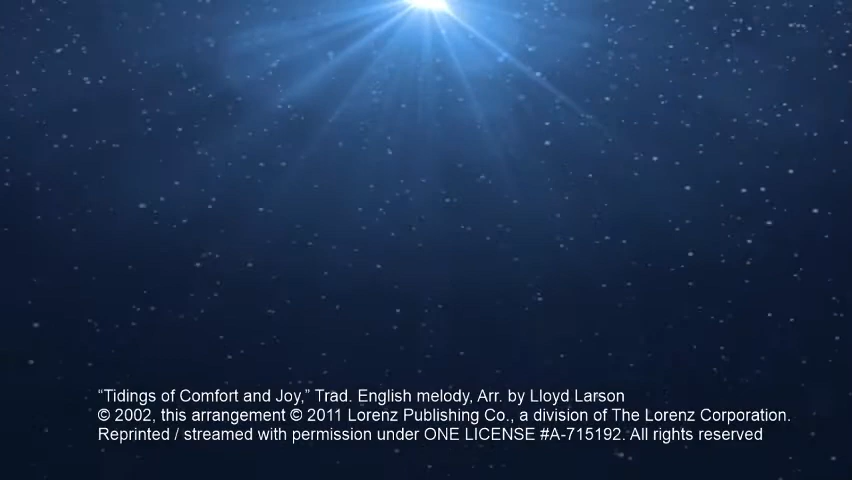 “Tidings of Comfort and Joy,” Trad. English melody, Arr. by Lloyd Larson
© 2002, this arrangement © 2011 Lorenz Publishing Co., a division of The Lorenz Corporation.
Reprinted / streamed with permission under ONE LICENSE #A-715192. All rights reserved